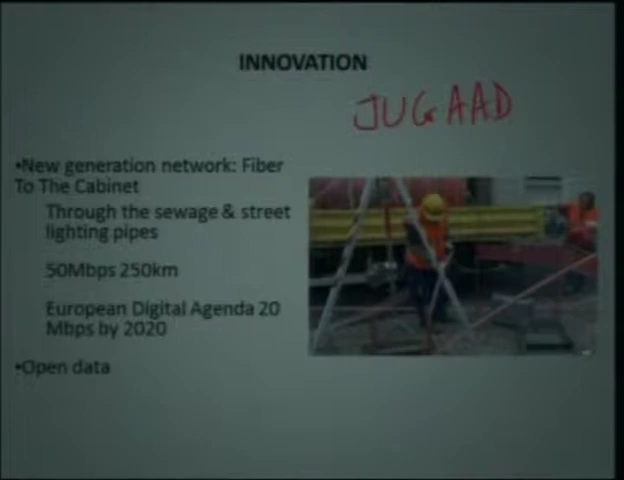 INNOVATION
JUGAAD
•New generation network: Fiber
To The Cabinet
Through the sewage & street
lighting pipes
50Mbps 250km
European Digital Agenda 20
Mbps by 2020
•Open data